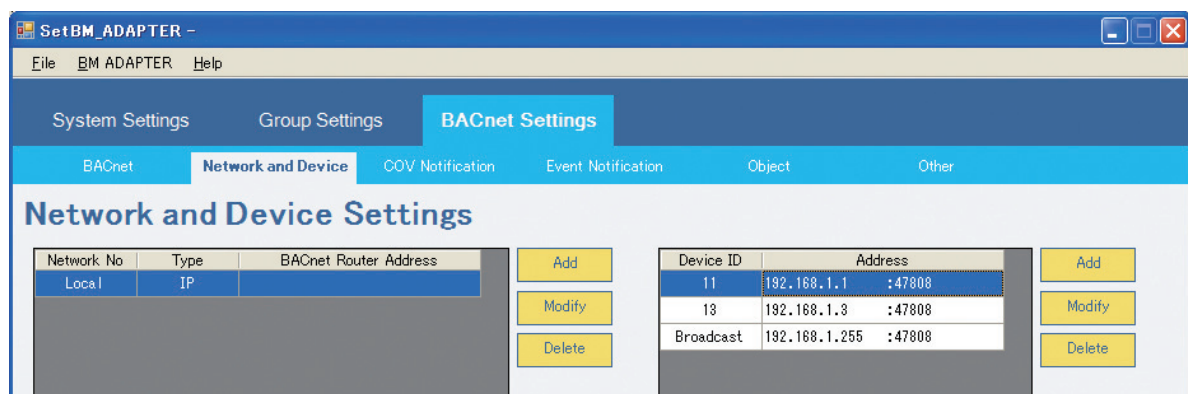 SetBM_ADAPTER -
File BM ADAPTER Help
System Settings Group Settings BACnet Settings
BACnet Network and Device COV Notification Event Notification Object Other
Network and Device Settings
Network No Type BACnet Router Address Add Device ID Address Add
Local IP 11 192.168.1.1 :47808
Modify 13 192.168.1.3 :47808 Modify
Delete Broadcast 192.168.1.255 :47808 Delete